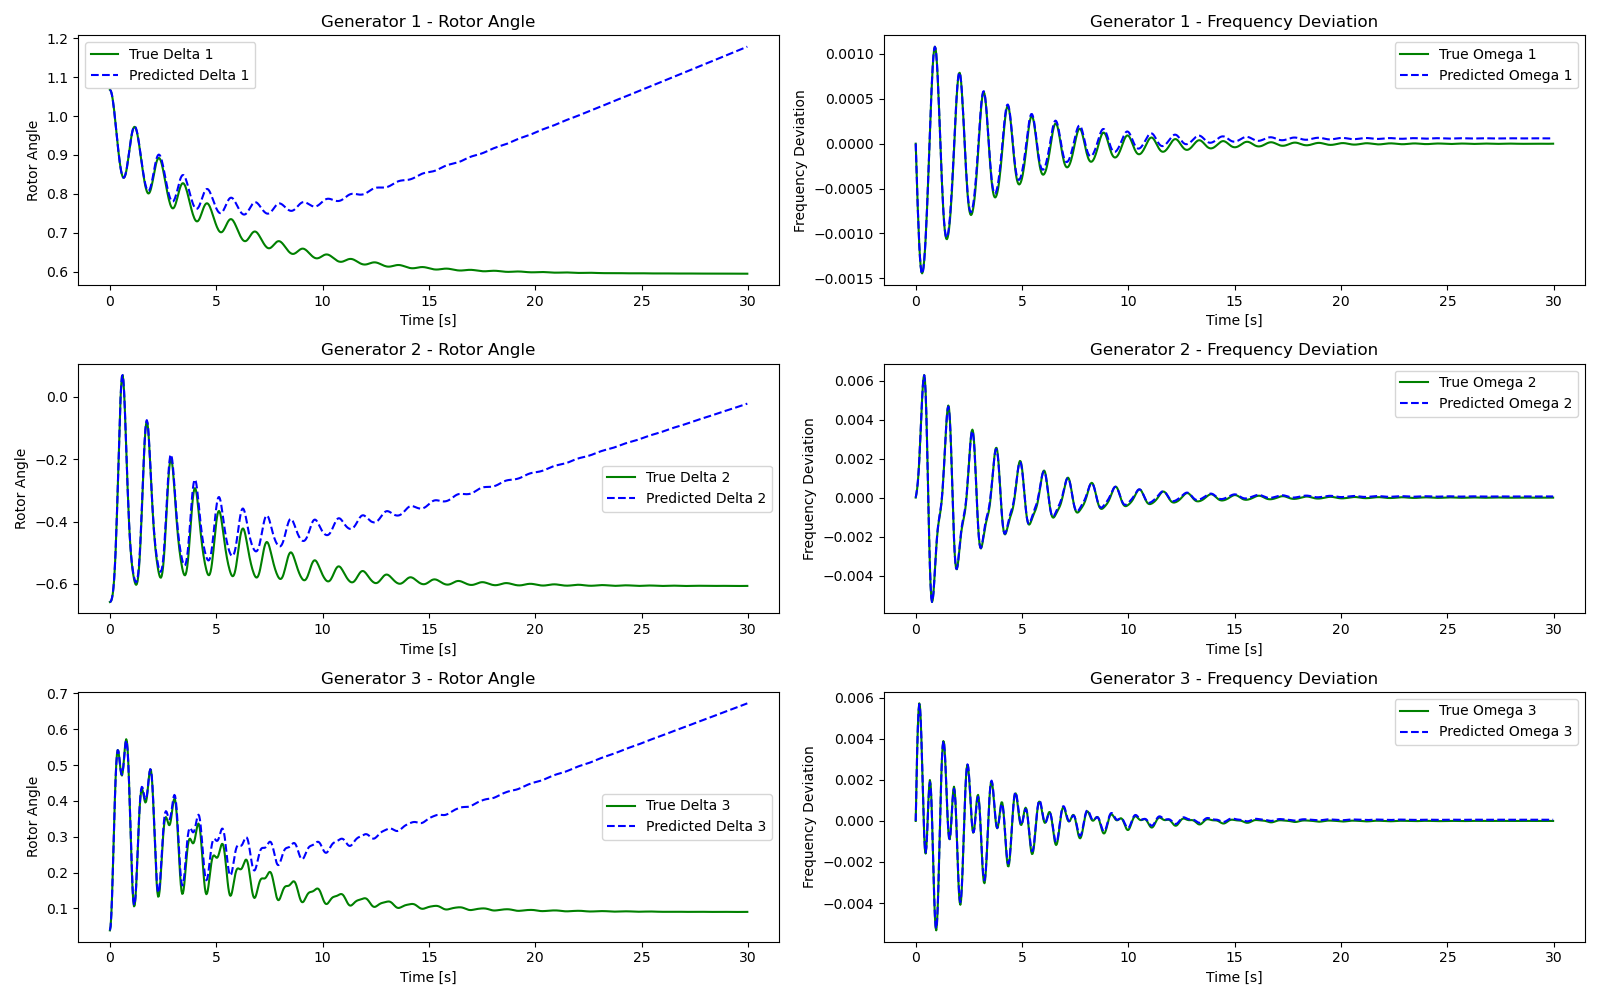 Generator 1 - Rotor Angle
1.2
1.1
1.0
0.9
0.8
0.7
0.6
Rotor Angle
True Delta 1
Predicted Delta 1
0 5 10 15 20 25 30
Time [s]
Generator 1 - Frequency Deviation
0.0010
0.0005
0.0000
−0.0005
−0.0010
−0.0015
Frequency Deviation
True Omega 1
Predicted Omega 1
0 5 10 15 20 25 30
Time [s]
Generator 2 - Rotor Angle
0.0
−0.2
−0.4
−0.6
Rotor Angle
True Delta 2
Predicted Delta 2
0 5 10 15 20 25 30
Time [s]
Generator 2 - Frequency Deviation
0.006
0.004
0.002
0.000
−0.002
−0.004
Frequency Deviation
True Omega 2
Predicted Omega 2
0 5 10 15 20 25 30
Time [s]
Generator 3 - Rotor Angle
0.7
0.6
0.5
0.4
0.3
0.2
0.1
Rotor Angle
True Delta 3
Predicted Delta 3
0 5 10 15 20 25 30
Time [s]
Generator 3 - Frequency Deviation
0.006
0.004
0.002
0.000
−0.002
−0.004
Frequency Deviation
True Omega 3
Predicted Omega 3
0 5 10 15 20 25 30
Time [s]